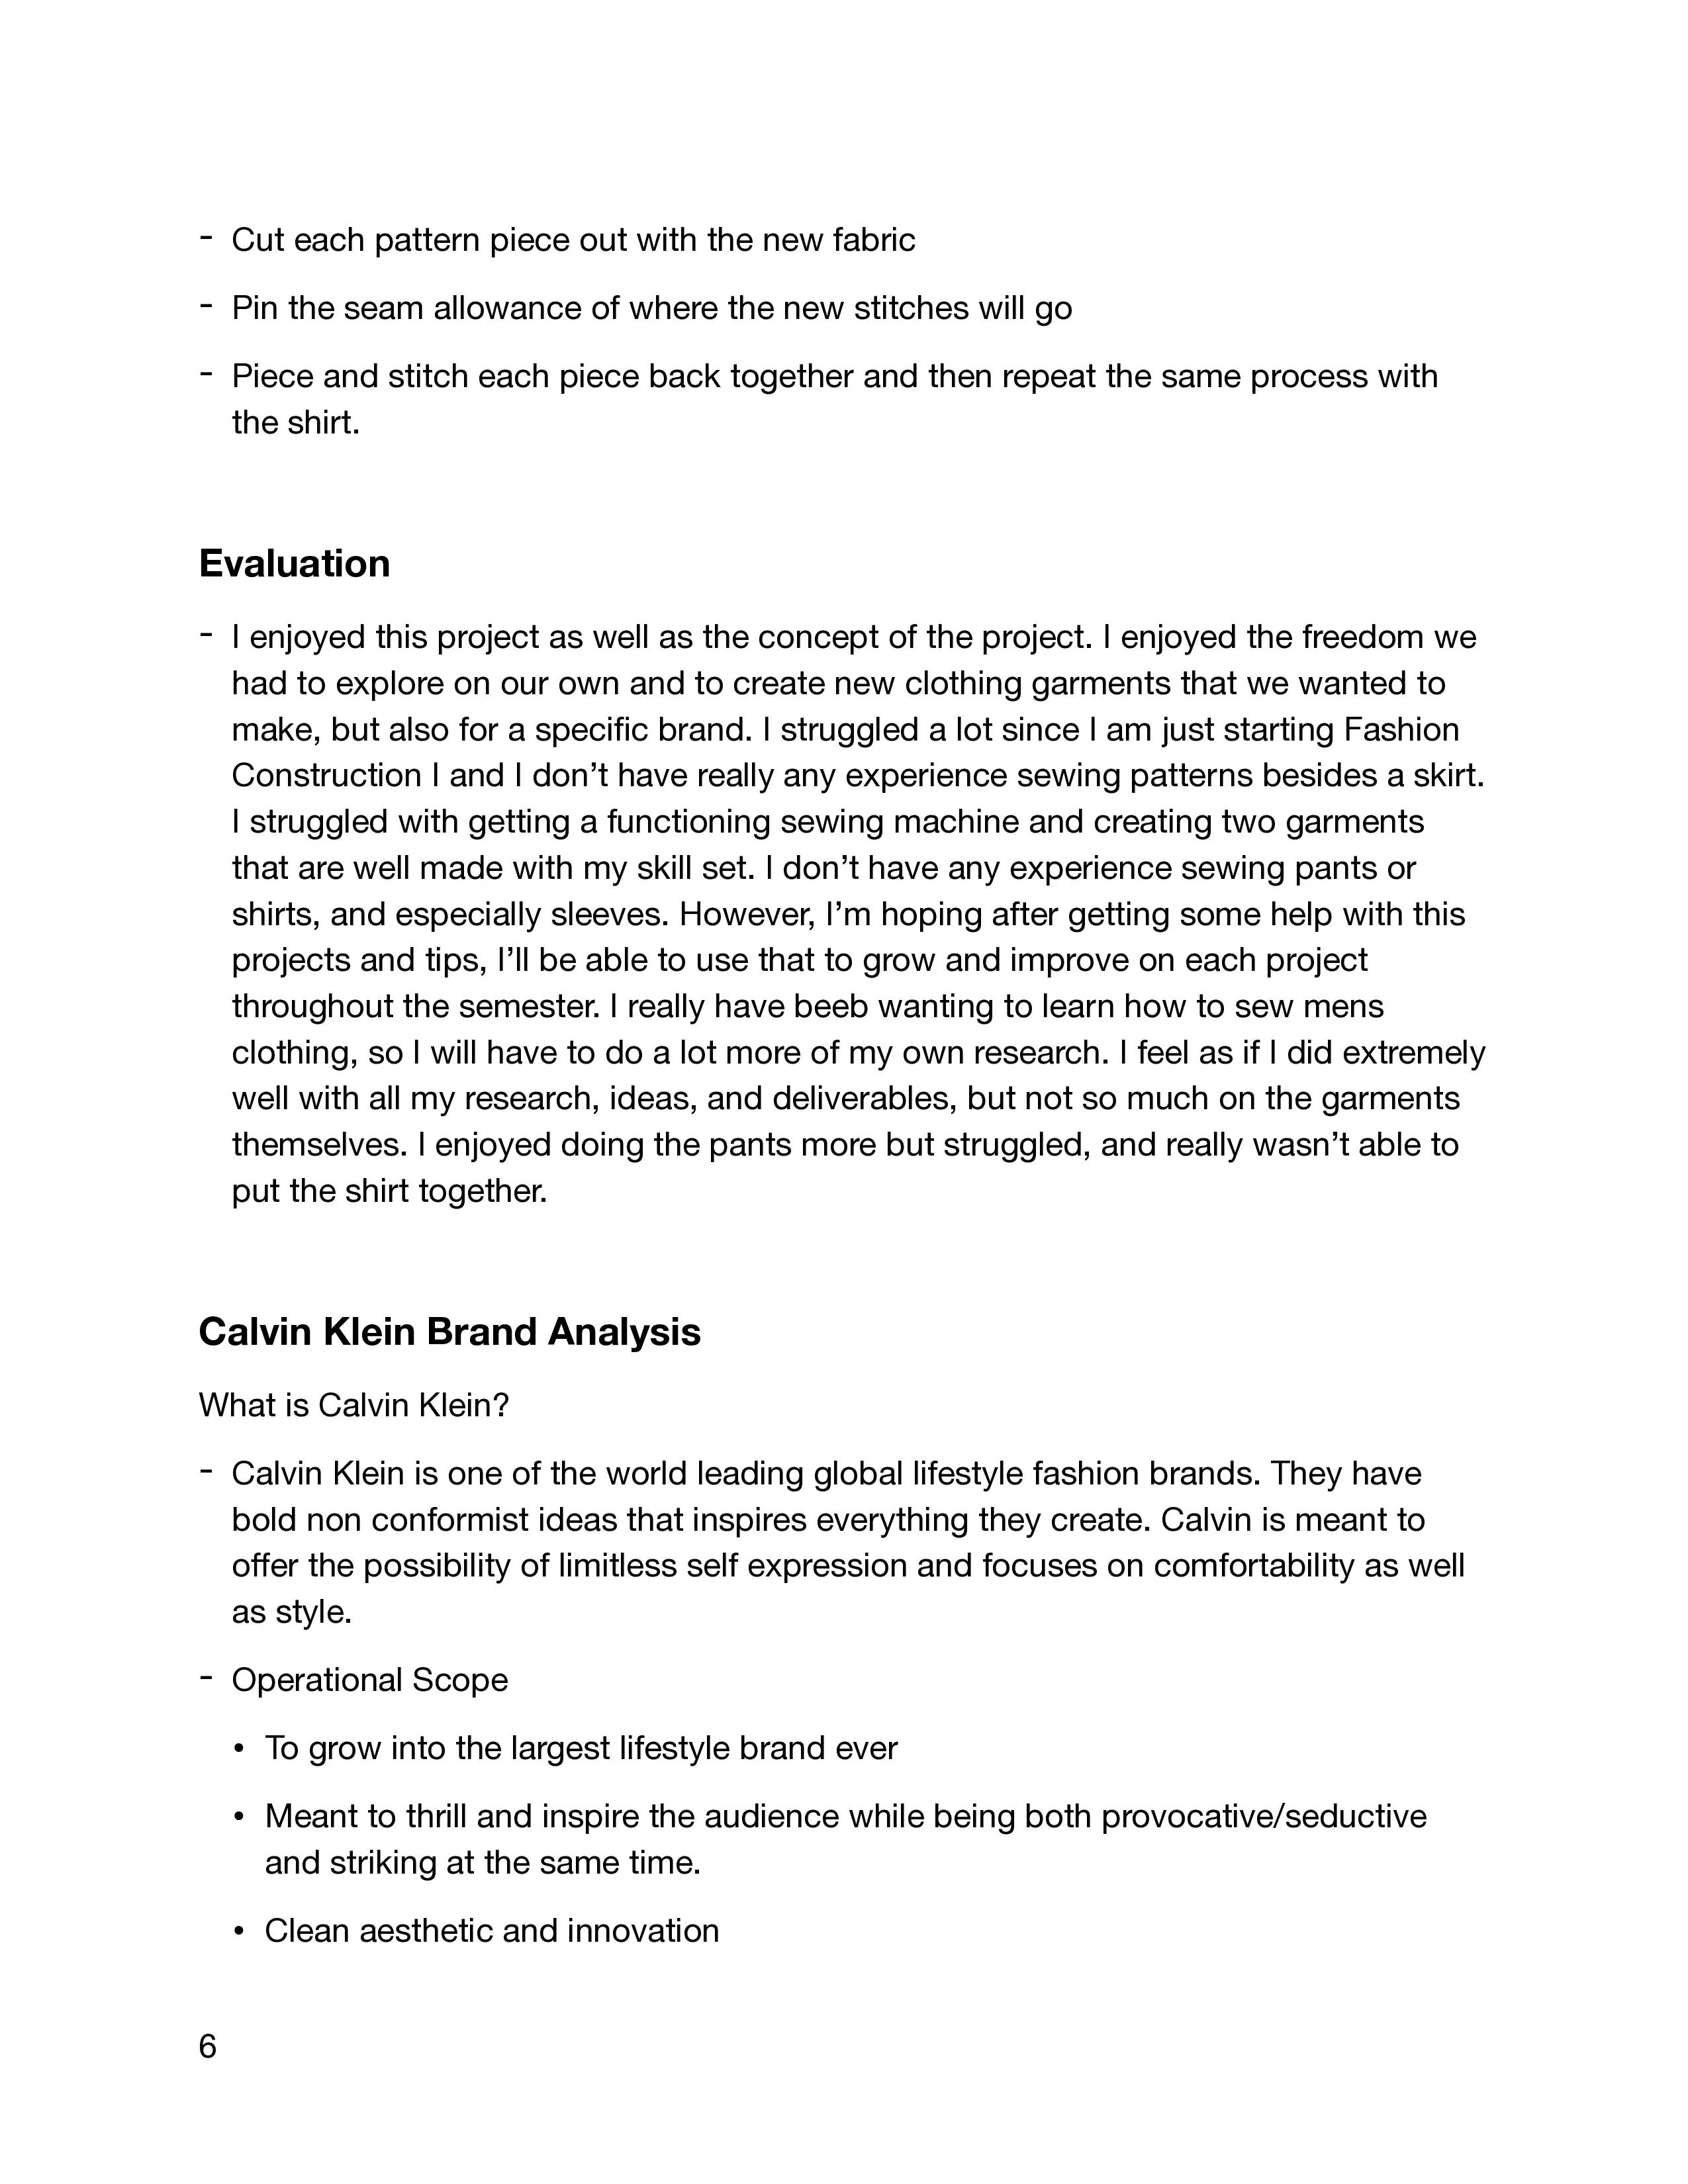 - Cut each pattern piece out with the new fabric
- Pin the seam allowance of where the new stitches will go
- Piece and stitch each piece back together and then repeat the same process with
the shirt.
Evaluation
- I enjoyed this project as well as the concept of the project. I enjoyed the freedom we
had to explore on our own and to create new clothing garments that we wanted to
make, but also for a specific brand. I struggled a lot since I am just starting Fashion
Construction I and I don’t have really any experience sewing patterns besides a skirt.
I struggled with getting a functioning sewing machine and creating two garments
that are well made with my skill set. I don’t have any experience sewing pants or
shirts, and especially sleeves. However, I’m hoping after getting some help with this
projects and tips, I’ll be able to use that to grow and improve on each project
throughout the semester. I really have beeb wanting to learn how to sew mens
clothing, so I will have to do a lot more of my own research. I feel as if I did extremely
well with all my research, ideas, and deliverables, but not so much on the garments
themselves. I enjoyed doing the pants more but struggled, and really wasn’t able to
put the shirt together.
Calvin Klein Brand Analysis
What is Calvin Klein?
- Calvin Klein is one of the world leading global lifestyle fashion brands. They have
bold non conformist ideas that inspires everything they create. Calvin is meant to
offer the possibility of limitless self expression and focuses on comfortability as well
as style.
- Operational Scope
• To grow into the largest lifestyle brand ever
• Meant to thrill and inspire the audience while being both provocative/seductive
and striking at the same time.
• Clean aesthetic and innovation
6